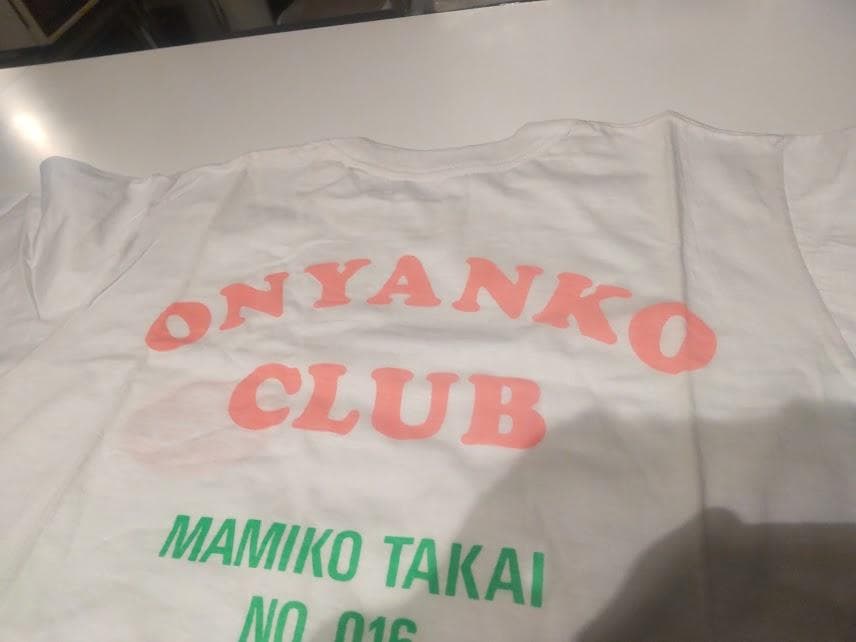 ONYANKO
CLUB
MAMIKO TAKAI
NO. 016